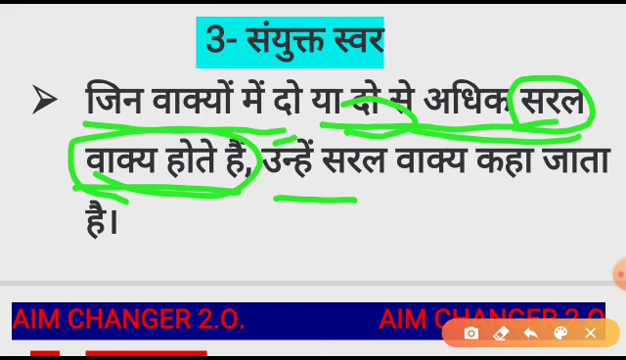 3- संयुक्त स्वर
➢ जिन वाक्यों में दो या दो से अधिक सरल
वाक्य होते हैं, उन्हें सरल वाक्य कहा जाता
है।
AIM CHANGER 2.O. AIM CHANGER 2.O